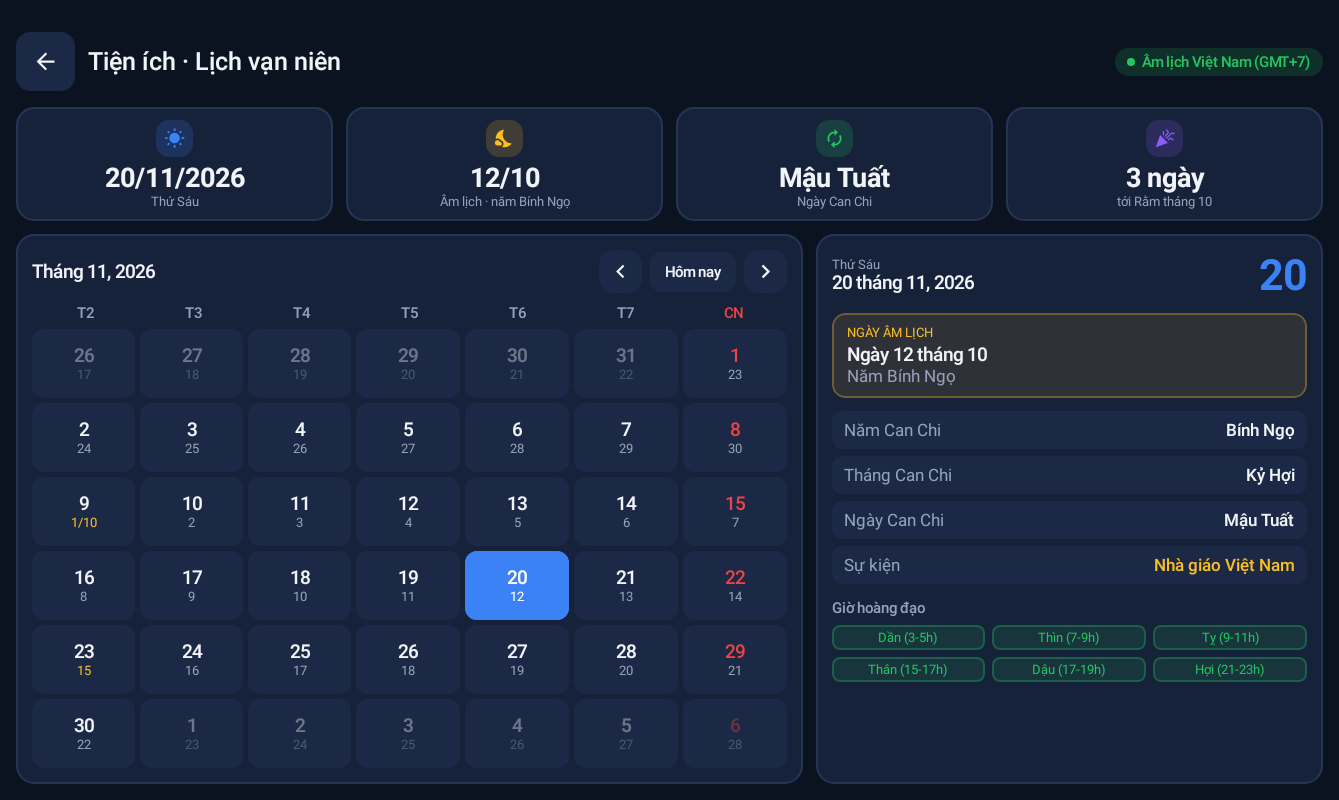 Tiện ích · Lịch vạn niên
Âm lịch Việt Nam (GMT+7)
20/11/2026
Thứ Sáu
12/10
Âm lịch · năm Bính Ngọ
Mậu Tuất
Ngày Can Chi
3 ngày
tới Rằm tháng 10
Tháng 11, 2026
Hôm nay
T2 T3 T4 T5 T6 T7 CN
26 27 28 29 30 31 1
17 18 19 20 21 22 23
2 3 4 5 6 7 8
24 25 26 27 28 29 30
9 10 11 12 13 14 15
1/10 2 3 4 5 6 7
16 17 18 19 20 21 22
8 9 10 11 12 13 14
23 24 25 26 27 28 29
15 16 17 18 19 20 21
30 1 2 3 4 5 6
22 23 24 25 26 27 28
Thứ Sáu
20 tháng 11, 2026
20
NGÀY ÂM LỊCH
Ngày 12 tháng 10
Năm Bính Ngọ
Năm Can Chi Bính Ngọ
Tháng Can Chi Kỷ Hợi
Ngày Can Chi Mậu Tuất
Sự kiện Nhà giáo Việt Nam
Giờ hoàng đạo
Dần (3-5h) Thìn (7-9h) Tỵ (9-11h)
Thân (15-17h) Dậu (17-19h) Hợi (21-23h)